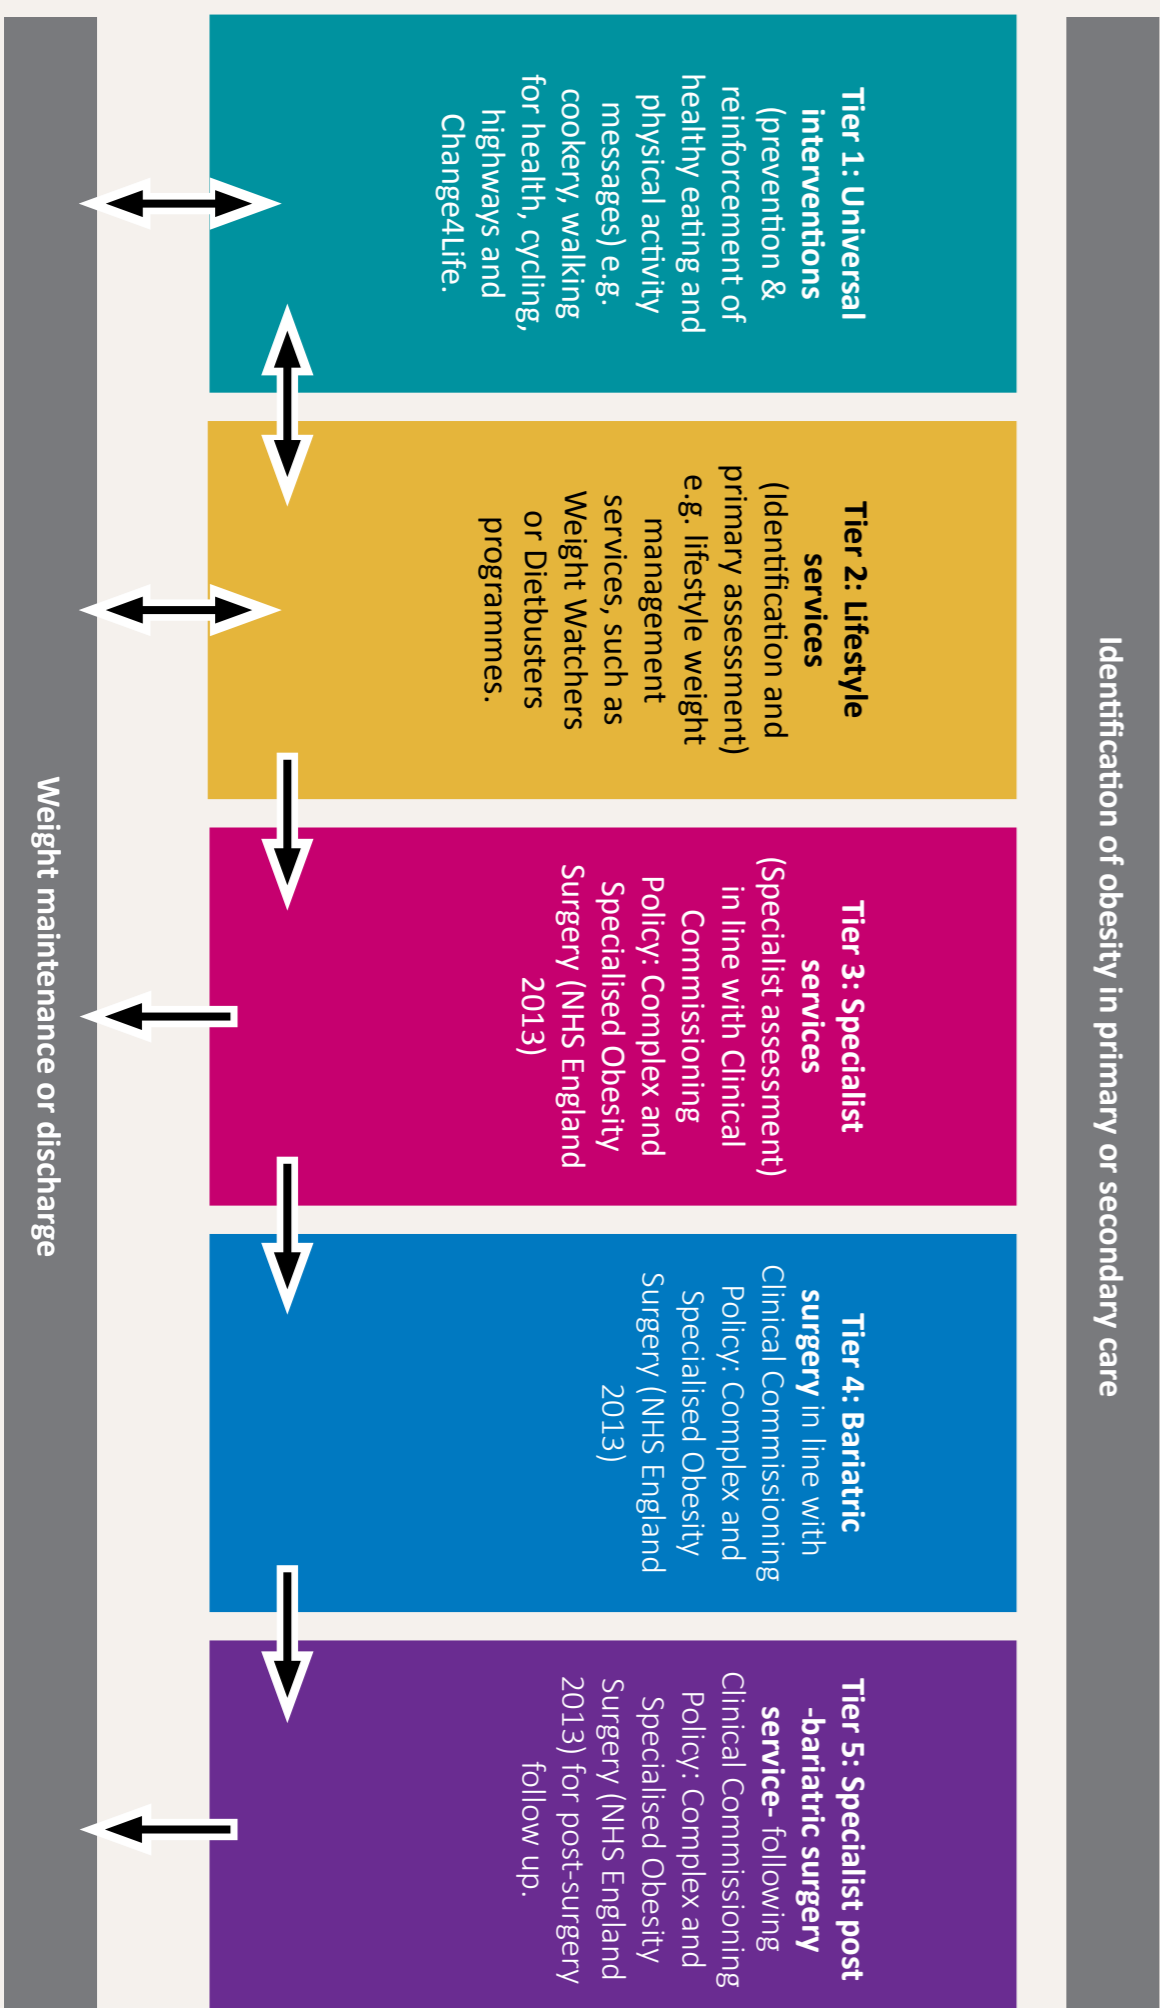 Identification of obesity in primary or secondary care
Tier 1: Universal
interventions
(prevention &
reinforcement of
healthy eating and
physical activity
messages) e.g.
cookery, walking
for health, cycling,
highways and
Change4Life.
Tier 2: Lifestyle
services
(Identification and
primary assessment)
e.g. lifestyle weight
management
services, such as
Weight Watchers
or Dietbusters
programmes.
Tier 3: Specialist
services
(Specialist assessment)
in line with Clinical
Commissioning
Policy: Complex and
Specialised Obesity
Surgery (NHS England
2013)
Tier 4: Bariatric
surgery in line with
Clinical Commissioning
Policy: Complex and
Specialised Obesity
Surgery (NHS England
2013)
Tier 5: Specialist post
-bariatric surgery
service- following
Clinical Commissioning
Policy: Complex and
Specialised Obesity
Surgery (NHS England
2013) for post-surgery
follow up.
Weight maintenance or discharge